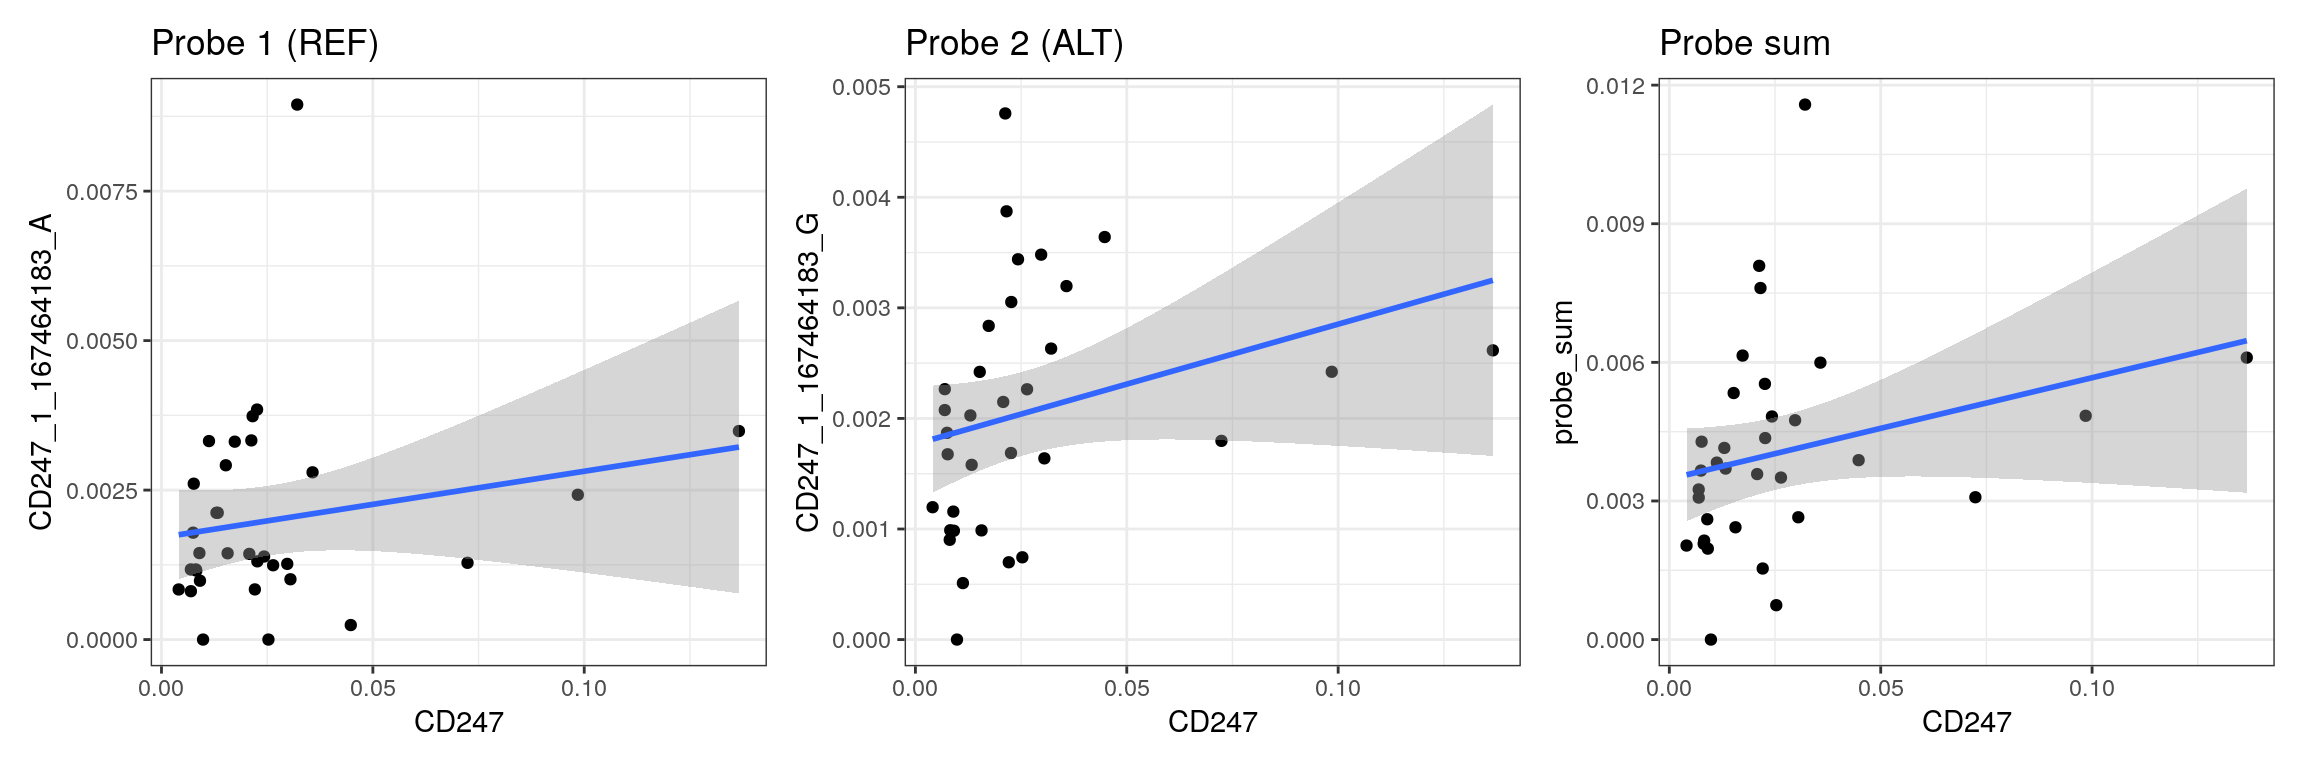 Probe 1 (REF)
CD247_1_167464183_A
0.0075
0.0050
0.0025
0.0000
0.00 0.05 0.10
CD247
Probe 2 (ALT)
CD247_1_167464183_G
0.005
0.004
0.003
0.002
0.001
0.000
0.00 0.05 0.10
CD247
Probe sum
probe_sum
0.012
0.009
0.006
0.003
0.000
0.00 0.05 0.10
CD247